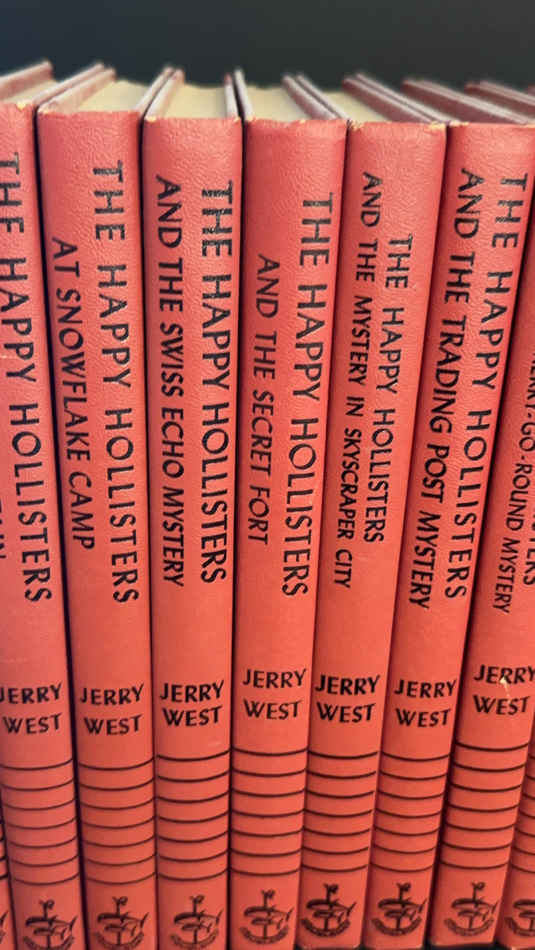 THE HAPPY HOLLISTERS
JERRY
WEST
THE HAPPY HOLLISTERS
AT SNOWFLAKE CAMP
JERRY
WEST
THE HAPPY HOLLISTERS
AND THE SWISS ECHO MYSTERY
JERRY
WEST
THE HAPPY HOLLISTERS
AND THE SECRET FORT
JERRY
WEST
THE HAPPY HOLLISTERS
AND THE MYSTERY IN SKYSCRAPER CITY
JERRY
WEST
THE HAPPY HOLLISTERS
AND THE TRADING POST MYSTERY
JERRY
WEST
-GO-ROUND MYSTERY
JERRY
WEST